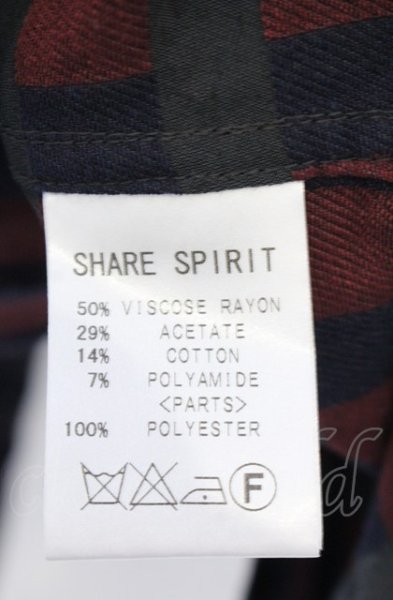 SHARE SPIRIT
50% VISCOSE RAYON
29% ACETATE
14% COTTON
7% POLYAMIDE
<PARTS>
100% POLYESTER
F